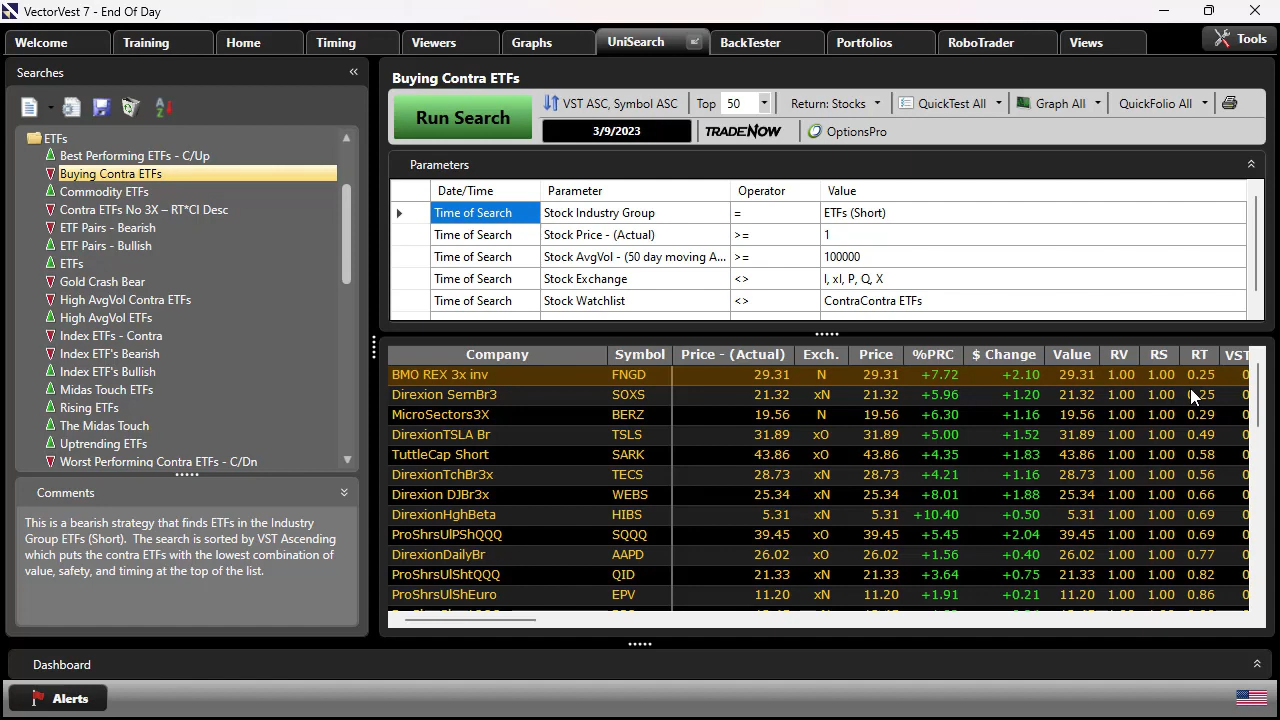 VectorVest 7 - End Of Day
Welcome Training Home Timing Viewers Graphs UniSearch BackTester Portfolios RoboTrader Views Tools
Searches
ETFs
Best Performing ETFs - C/Up
Buying Contra ETFs
Commodity ETFs
Contra ETFs No 3X – RT*CI Desc
ETF Pairs - Bearish
ETF Pairs - Bullish
ETFs
Gold Crash Bear
High AvgVol Contra ETFs
High AvgVol ETFs
Index ETFs - Contra
Index ETF's Bearish
Index ETF's Bullish
Midas Touch ETFs
Rising ETFs
The Midas Touch
Uptrending ETFs
Worst Performing Contra ETFs - C/Dn
Comments
This is a bearish strategy that finds ETFs in the Industry
Group ETFs (Short). The search is sorted by VST Ascending
which puts the contra ETFs with the lowest combination of
value, safety, and timing at the top of the list.
Buying Contra ETFs
Run Search
VST ASC, Symbol ASC Top 50 Return: Stocks QuickTest All Graph All QuickFolio All
3/9/2023 TRADENOW OptionsPro
Parameters
Date/Time Parameter Operator Value
Time of Search Stock Industry Group = ETFs (Short)
Time of Search Stock Price - (Actual) >= 1
Time of Search Stock AvgVol - (50 day moving A... >= 100000
Time of Search Stock Exchange <> I, xI, P, Q, X
Time of Search Stock Watchlist <> ContraContra ETFs
Company Symbol Price - (Actual) Exch. Price %PRC $ Change Value RV RS RT VST
BMO REX 3x inv FNGD 29.31 N 29.31 +7.72 +2.10 29.31 1.00 1.00 0.25 0
Direxion SemBr3 SOXS 21.32 xN 21.32 +5.96 +1.20 21.32 1.00 1.00 0
MicroSectors3X BERZ 19.56 N 19.56 +6.30 +1.16 19.56 1.00 1.00 0.29 0
DirexionTSLA Br TSLS 31.89 xO 31.89 +5.00 +1.52 31.89 1.00 1.00 0.49 0
TuttleCap Short SARK 43.86 xO 43.86 +4.35 +1.83 43.86 1.00 1.00 0.58 0
DirexionTchBr3x TECS 28.73 xN 28.73 +4.21 +1.16 28.73 1.00 1.00 0.56 0
Direxion DJBr3x WEBS 25.34 xN 25.34 +8.01 +1.88 25.34 1.00 1.00 0.66 0
DirexionHghBeta HIBS 5.31 xN 5.31 +10.40 +0.50 5.31 1.00 1.00 0.69 0
ProShrsUlPShQQQ SQQQ 39.45 xO 39.45 +5.45 +2.04 39.45 1.00 1.00 0.69 0
DirexionDailyBr AAPD 26.02 xO 26.02 +1.56 +0.40 26.02 1.00 1.00 0.77 0
ProShrsUlShtQQQ QID 21.33 xN 21.33 +3.64 +0.75 21.33 1.00 1.00 0.82 0
ProShrsUlShEuro EPV 11.20 xN 11.20 +1.91 +0.21 11.20 1.00 1.00 0.86 0
Dashboard
Alerts